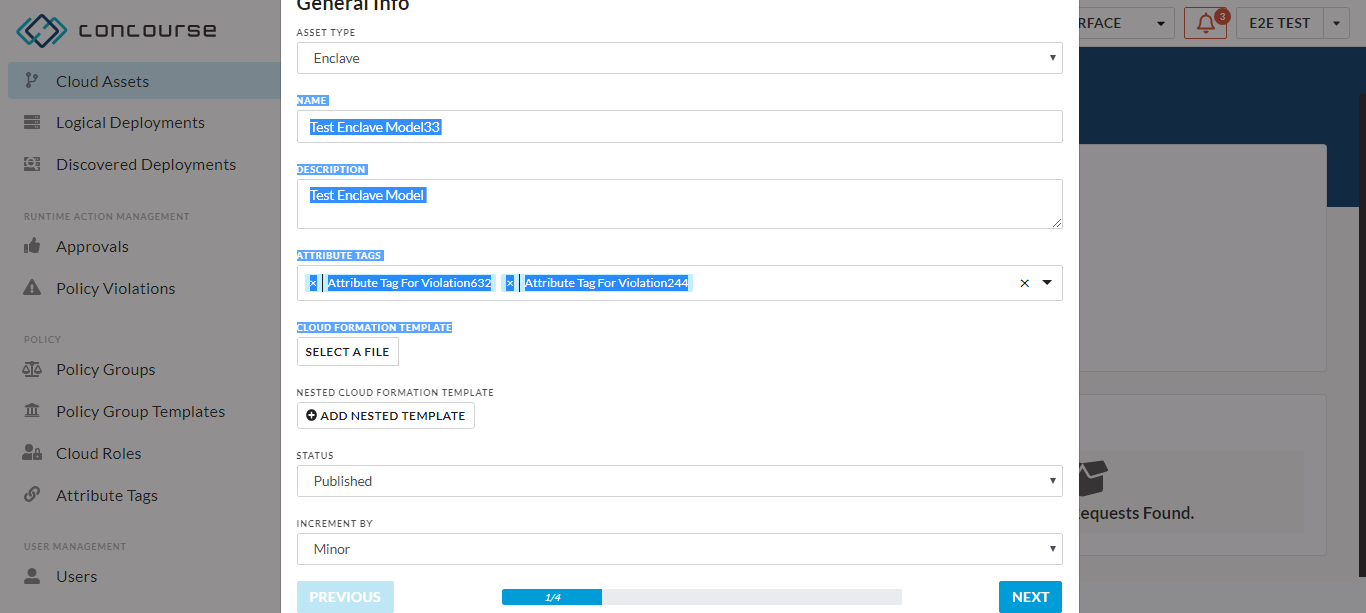 concourse
Cloud Assets
Logical Deployments
Discovered Deployments
RUNTIME ACTION MANAGEMENT
Approvals
Policy Violations
POLICY
Policy Groups
Policy Group Templates
Cloud Roles
Attribute Tags
USER MANAGEMENT
Users
General Info
ASSET TYPE
Enclave
NAME
Test Enclave Model33
DESCRIPTION
Test Enclave Model
ATTRIBUTE TAGS
× Attribute Tag For Violation632 × Attribute Tag For Violation244 ×
CLOUD FORMATION TEMPLATE
SELECT A FILE
NESTED CLOUD FORMATION TEMPLATE
ADD NESTED TEMPLATE
STATUS
Published
INCREMENT BY
Minor
PREVIOUS 1/4 NEXT
RFACE 3 E2E TEST
equests Found.